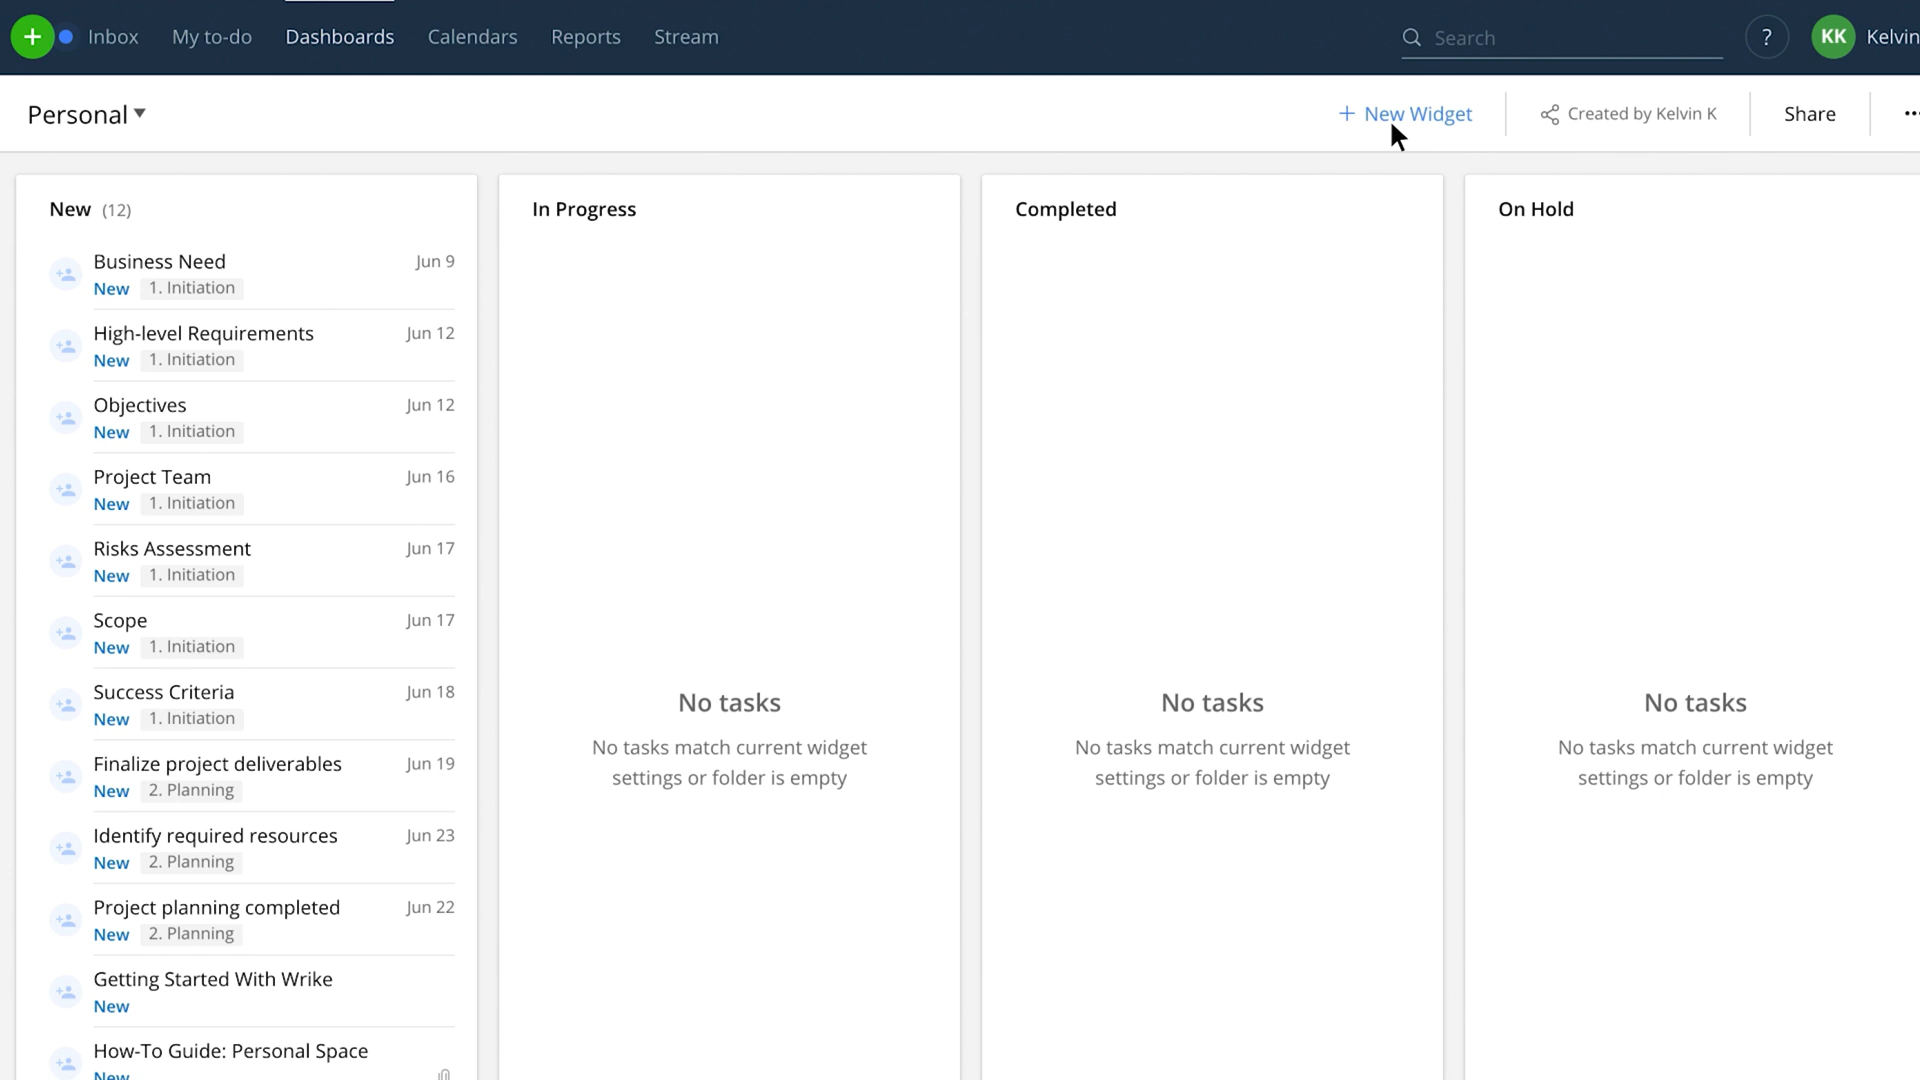 + Inbox My to-do Dashboards Calendars Reports Stream Search ? KK Kelvin
Personal + New Widget Created by Kelvin K Share ...
New (12)
Business Need Jun 9
New 1. Initiation
High-level Requirements Jun 12
New 1. Initiation
Objectives Jun 12
New 1. Initiation
Project Team Jun 16
New 1. Initiation
Risks Assessment Jun 17
New 1. Initiation
Scope Jun 17
New 1. Initiation
Success Criteria Jun 18
New 1. Initiation
Finalize project deliverables Jun 19
New 2. Planning
Identify required resources Jun 23
New 2. Planning
Project planning completed Jun 22
New 2. Planning
Getting Started With Wrike
New
How-To Guide: Personal Space
New
In Progress
No tasks
No tasks match current widget
settings or folder is empty
Completed
No tasks
No tasks match current widget
settings or folder is empty
On Hold
No tasks
No tasks match current widget
settings or folder is empty